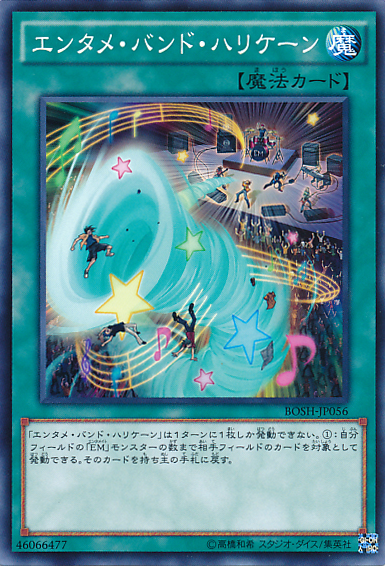 エンタメ・バンド・ハリケーン
魔
【魔法カード】
BOSH-JP056
「エンタメ・バンド・ハリケーン」は１ターンに１枚しか発動できない。①：自分
フィールドの「EM」モンスターの数まで相手フィールドのカードを対象として
発動できる。そのカードを持ち主の手札に戻す。
46066477
©高橋和希 スタジオ・ダイス/集英社